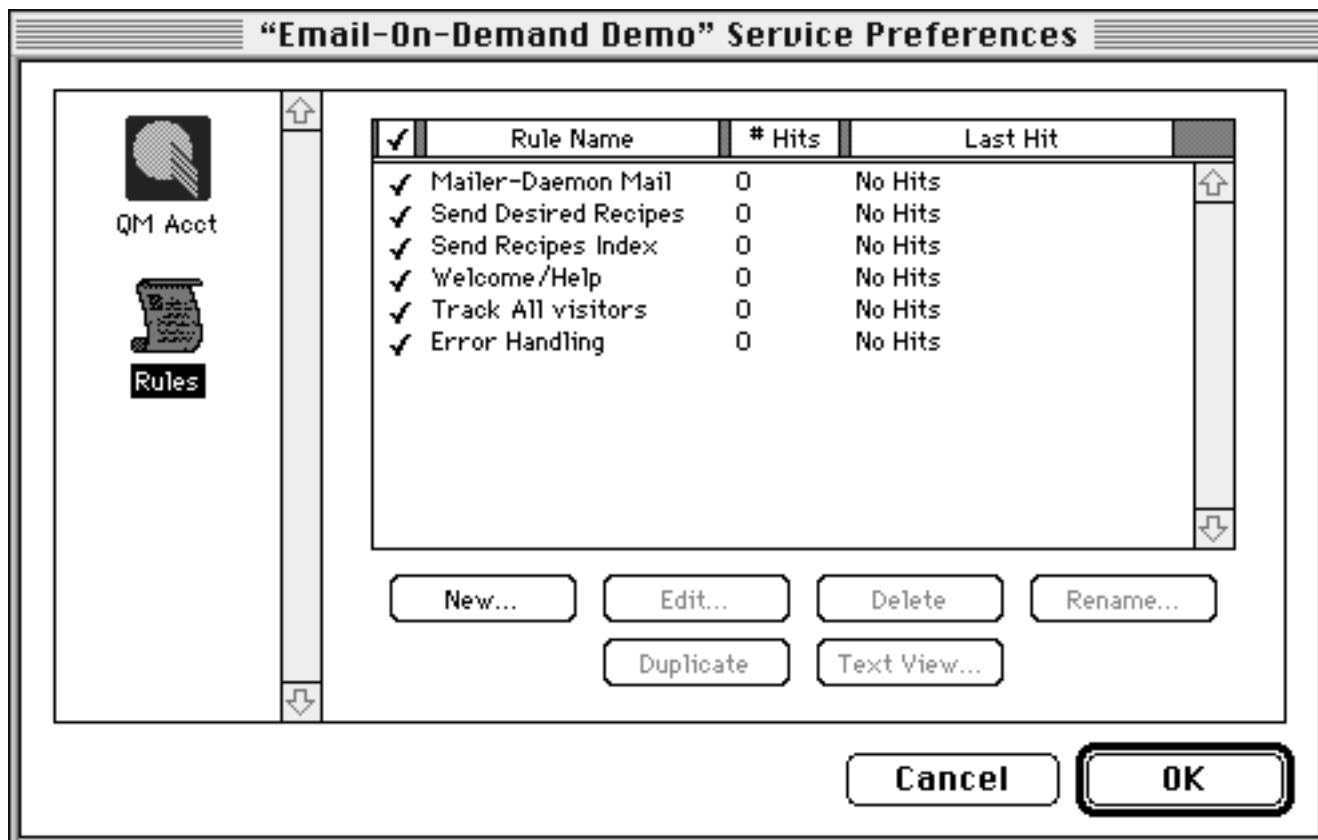 “Email-On-Demand Demo” Service Preferences
QM Acct
Rules
✓ Rule Name # Hits Last Hit
✓ Mailer-Daemon Mail 0 No Hits
✓ Send Desired Recipes 0 No Hits
✓ Send Recipes Index 0 No Hits
✓ Welcome/Help 0 No Hits
✓ Track All visitors 0 No Hits
✓ Error Handling 0 No Hits
New... Edit... Delete Rename...
Duplicate Text View...
Cancel OK